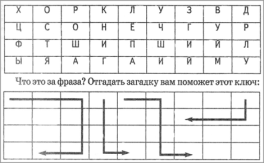 Х О Р К Л У З В Д
Ц С О Н Ё Ч Г У Р
Ф Т Ш И П Ш И Й Л
Ы Я А Г А Й Й М У
Что это за фраза? Отгадать загадку вам поможет этот ключ: